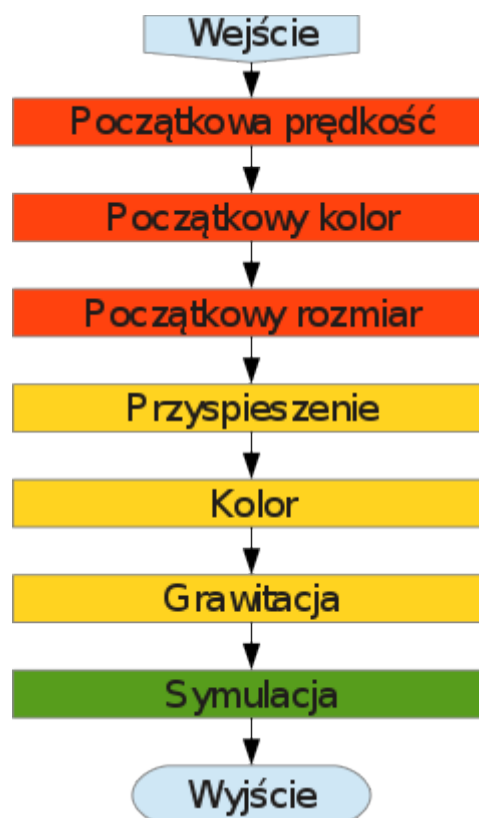 Wejście
Początkowa prędkość
Początkowy kolor
Początkowy rozmiar
Przyspieszenie
Kolor
Grawitacja
Symulacja
Wyjście